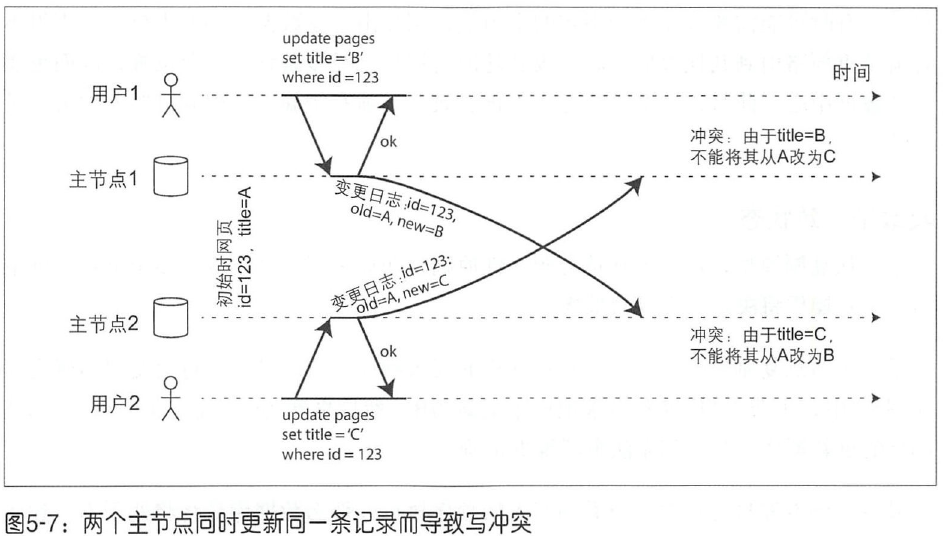 update pages
set title = 'B'
where id =123
时间
用户1
ok
冲突：由于title=B，
不能将其从A改为C
主节点1
变更日志:id=123,
old=A, new=B
初始时网页
id=123，title=A
变更日志:id=123:
old=A, new=C
主节点2
冲突：由于title=C，
不能将其从A改为B
ok
用户2
update pages
set title = 'C'
where id = 123
图5-7：两个主节点同时更新同一条记录而导致写冲突